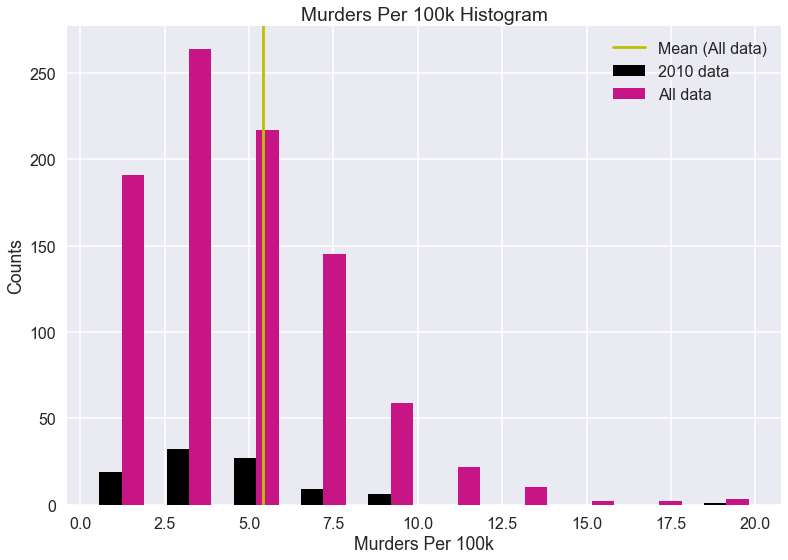 Murders Per 100k Histogram
Mean (All data)
2010 data
All data
Counts
250
200
150
100
50
0
0.0 2.5 5.0 7.5 10.0 12.5 15.0 17.5 20.0
Murders Per 100k